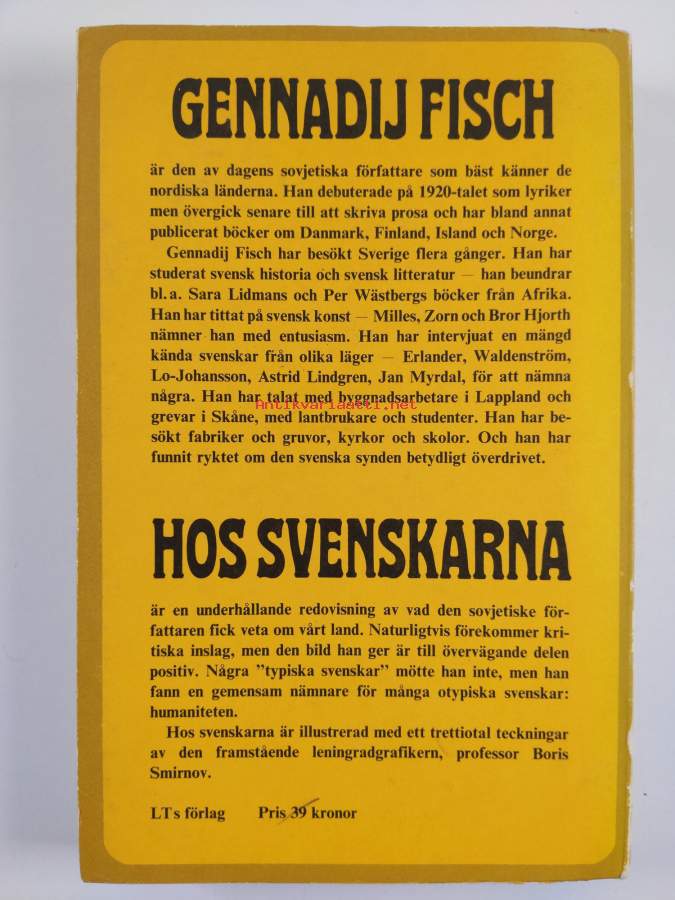 GENNADIJ FISCH
är den av dagens sovjetiska författare som bäst känner de
nordiska länderna. Han debuterade på 1920-talet som lyriker
men övergick senare till att skriva prosa och har bland annat
publicerat böcker om Danmark, Finland, Island och Norge.
Gennadij Fisch har besökt Sverige flera gånger. Han har
studerat svensk historia och svensk litteratur – han beundrar
bl.a. Sara Lidmans och Per Wästbergs böcker från Afrika.
Han har tittat på svensk konst – Milles, Zorn och Bror Hjorth
nämner han med entusiasm. Han har intervjuat en mängd
kända svenskar från olika läger – Erlander, Waldenström,
Lo-Johansson, Astrid Lindgren, Jan Myrdal, för att nämna
några. Han har talat med byggnadsarbetare i Lappland och
Antikvariaatti.net
grevar i Skåne, med lantbrukare och studenter. Han har be-
sökt fabriker och gruvor, kyrkor och skolor. Och han har
funnit ryktet om den svenska synden betydligt överdrivet.
HOS SVENSKARNA
är en underhållande redovisning av vad den sovjetiske för-
fattaren fick veta om vårt land. Naturligtvis förekommer kri-
tiska inslag, men den bild han ger är till övervägande delen
positiv. Några ”typiska svenskar” mötte han inte, men han
fann en gemensam nämnare för många otypiska svenskar:
humaniteten.
Hos svenskarna är illustrerad med ett trettiotal teckningar
av den framstående leningradgrafikern, professor Boris
Smirnov.
LTs förlag Pris 39 kronor